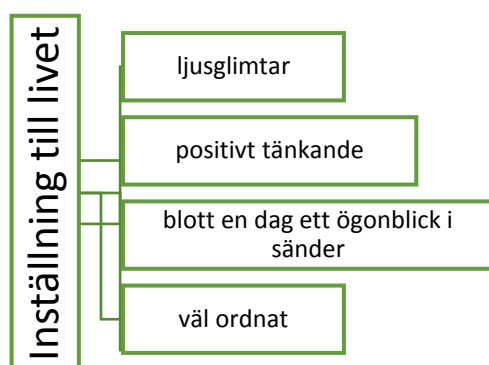 Inställning till livet
ljusglimtar
positivt tänkande
blott en dag ett ögonblick i
sänder
väl ordnat